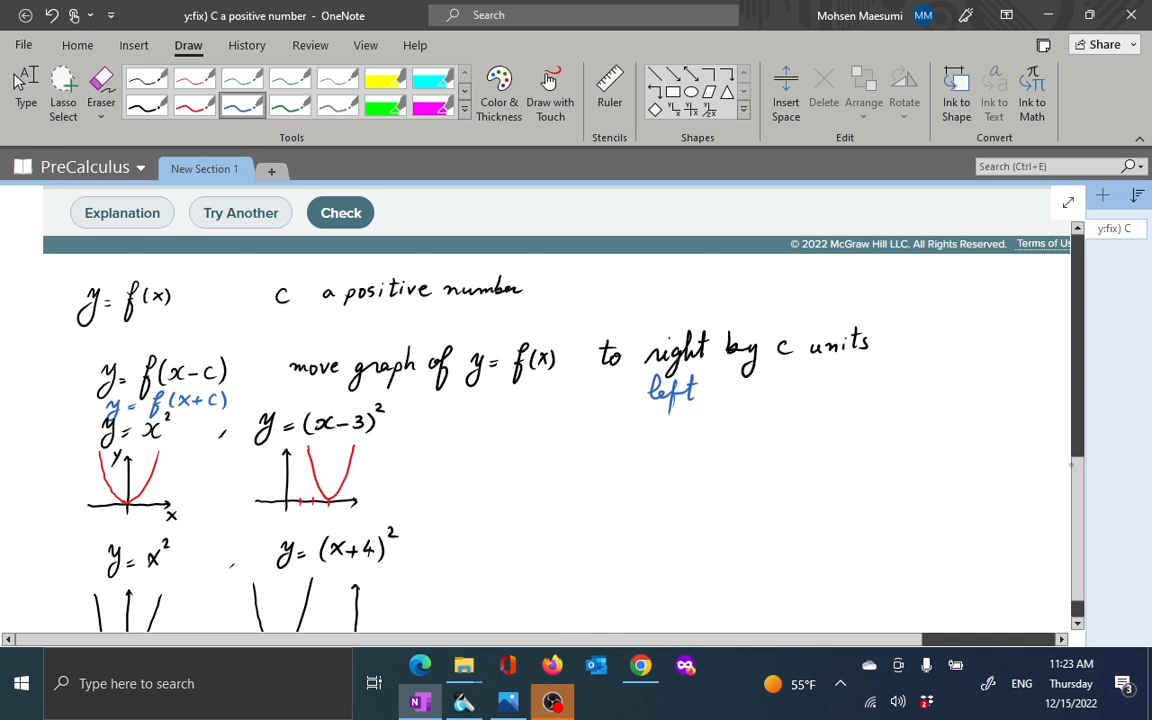 y:fix) C a positive number - OneNote
Search
Mohsen Maesumi
MM
File Home Insert Draw History Review View Help
Share
Type
Lasso Select
Eraser
Color & Thickness
Draw with Touch
Ruler
Insert Space
Delete
Arrange
Rotate
Ink to Shape
Ink to Text
Ink to Math
Tools Stencils Shapes Edit Convert
PreCalculus
New Section 1
Search (Ctrl+E)
Explanation Try Another Check
y:fix) C
© 2022 McGraw Hill LLC. All Rights Reserved. Terms of Us
y = f(x) C a positive number
y = f(x-c) move graph of y = f(x) to right by c units
y = f(x+c) left
y = x² , y = (x-3)²
y
x
y = x² , y = (x+4)²
Type here to search
55°F
ENG
11:23 AM
Thursday
12/15/2022
3